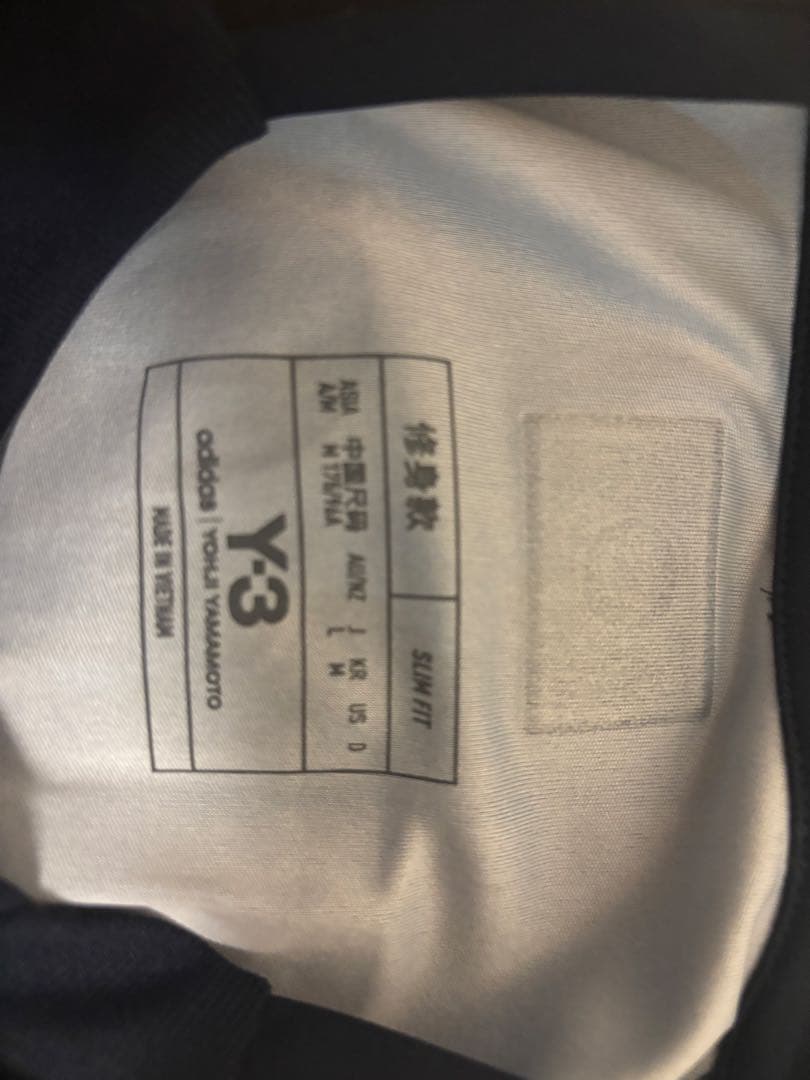 修身款 SLIM FIT
ASIA 中国尺码 AU/NZ J KR US D
A/M M 176/96A L M
Y-3
adidas | YOHJI YAMAMOTO
MADE IN VIETNAM